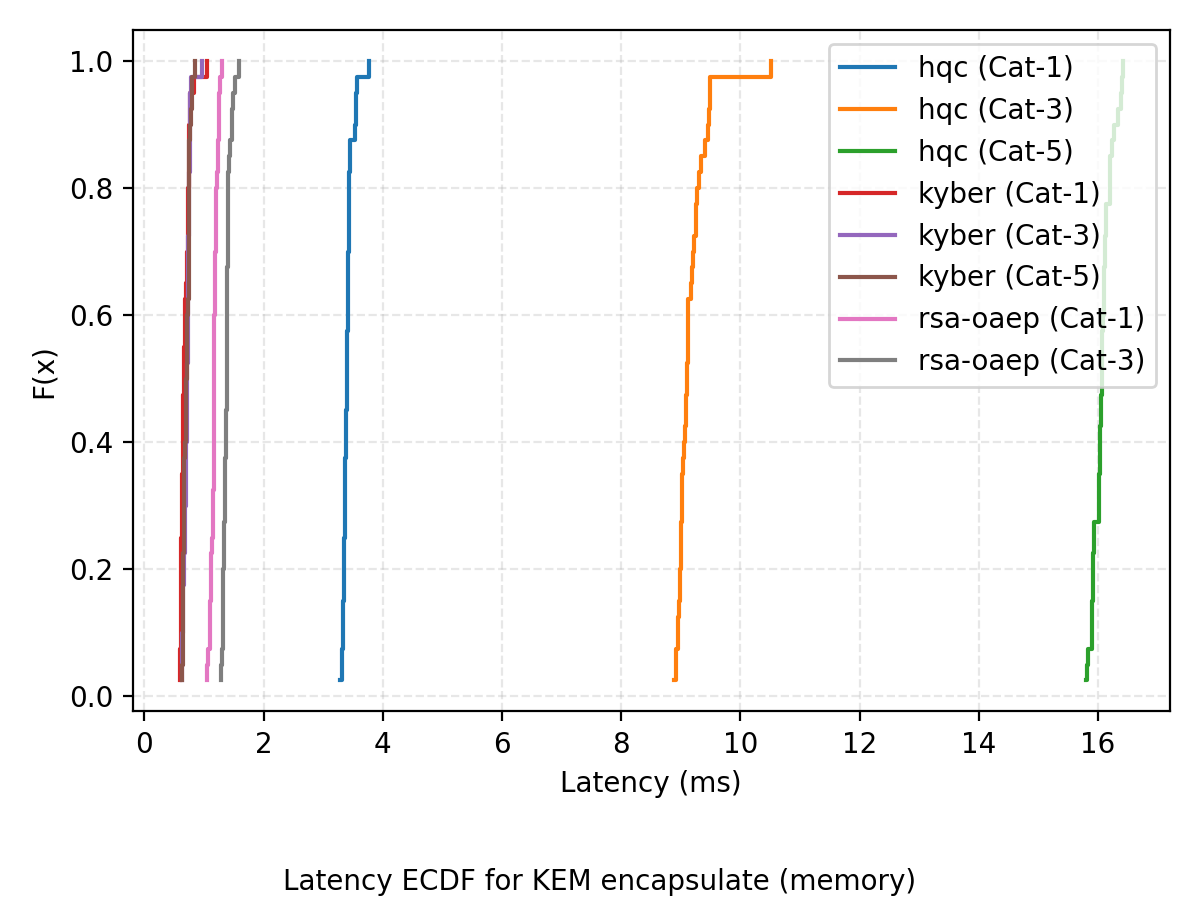 1.0
0.8
0.6
0.4
0.2
0.0
F(x)
hqc (Cat-1)
hqc (Cat-3)
hqc (Cat-5)
kyber (Cat-1)
kyber (Cat-3)
kyber (Cat-5)
rsa-oaep (Cat-1)
rsa-oaep (Cat-3)
0 2 4 6 8 10 12 14 16
Latency (ms)
Latency ECDF for KEM encapsulate (memory)